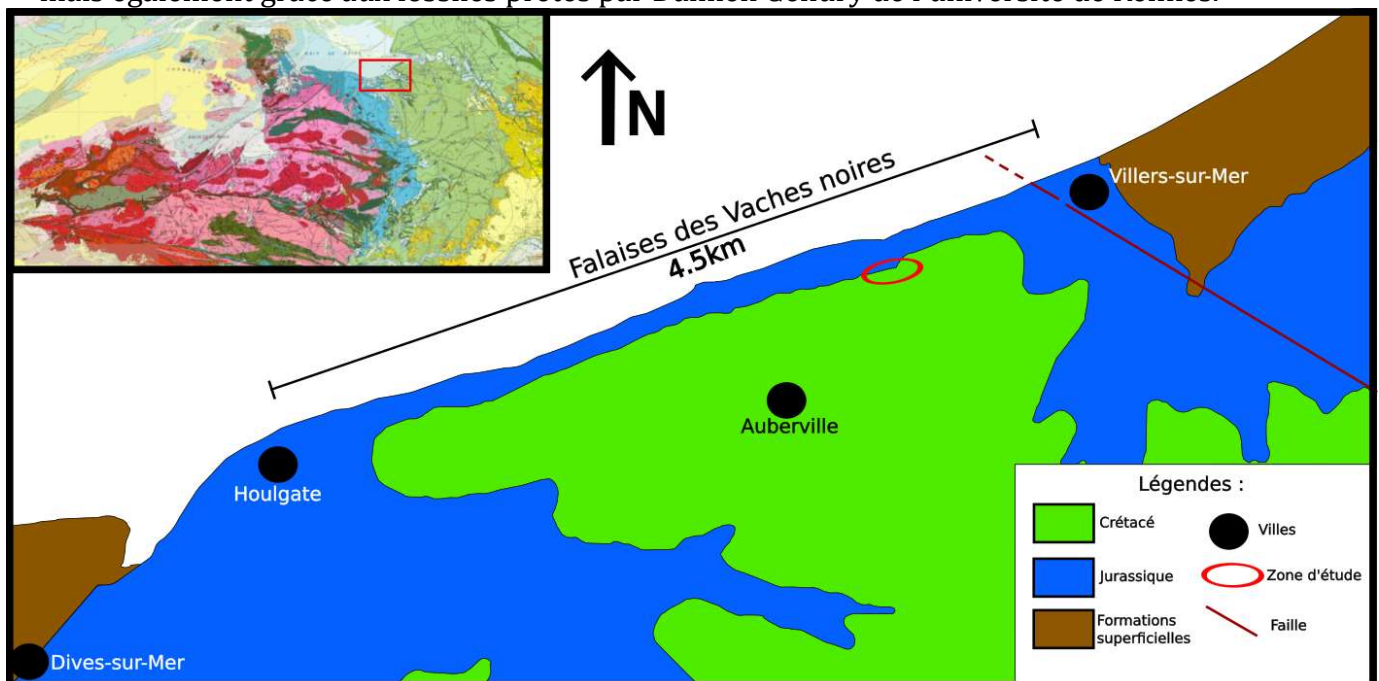 N
Falaises des Vaches noires
4.5km
Villers-sur-Mer
Auberville
Houlgate
Dives-sur-Mer
Légendes :
Crétacé
Villes
Jurassique
Zone d'étude
Formations
superficielles
Faille